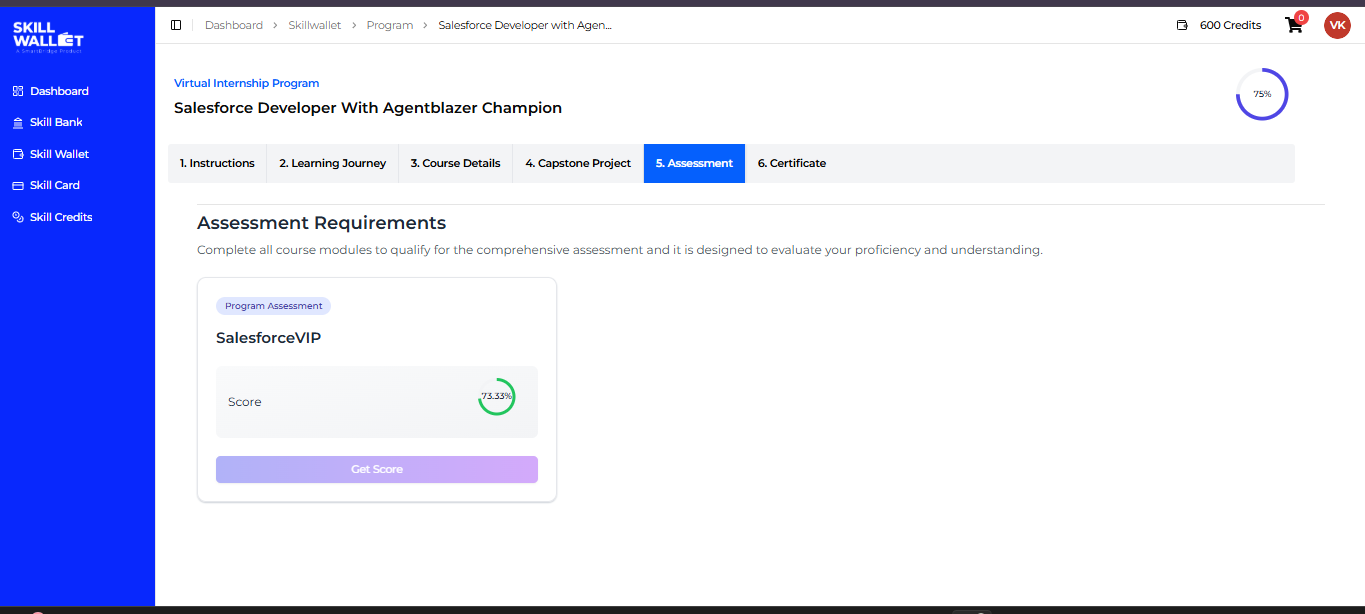 SKILL
WALLET
A SmartBridge Product
Dashboard
Skill Bank
Skill Wallet
Skill Card
Skill Credits
Dashboard > Skillwallet > Program > Salesforce Developer with Agen...
600 Credits
0
VK
Virtual Internship Program
Salesforce Developer With Agentblazer Champion
75%
1. Instructions
2. Learning Journey
3. Course Details
4. Capstone Project
5. Assessment
6. Certificate
Assessment Requirements
Complete all course modules to qualify for the comprehensive assessment and it is designed to evaluate your proficiency and understanding.
Program Assessment
SalesforceVIP
Score
73.33%
Get Score